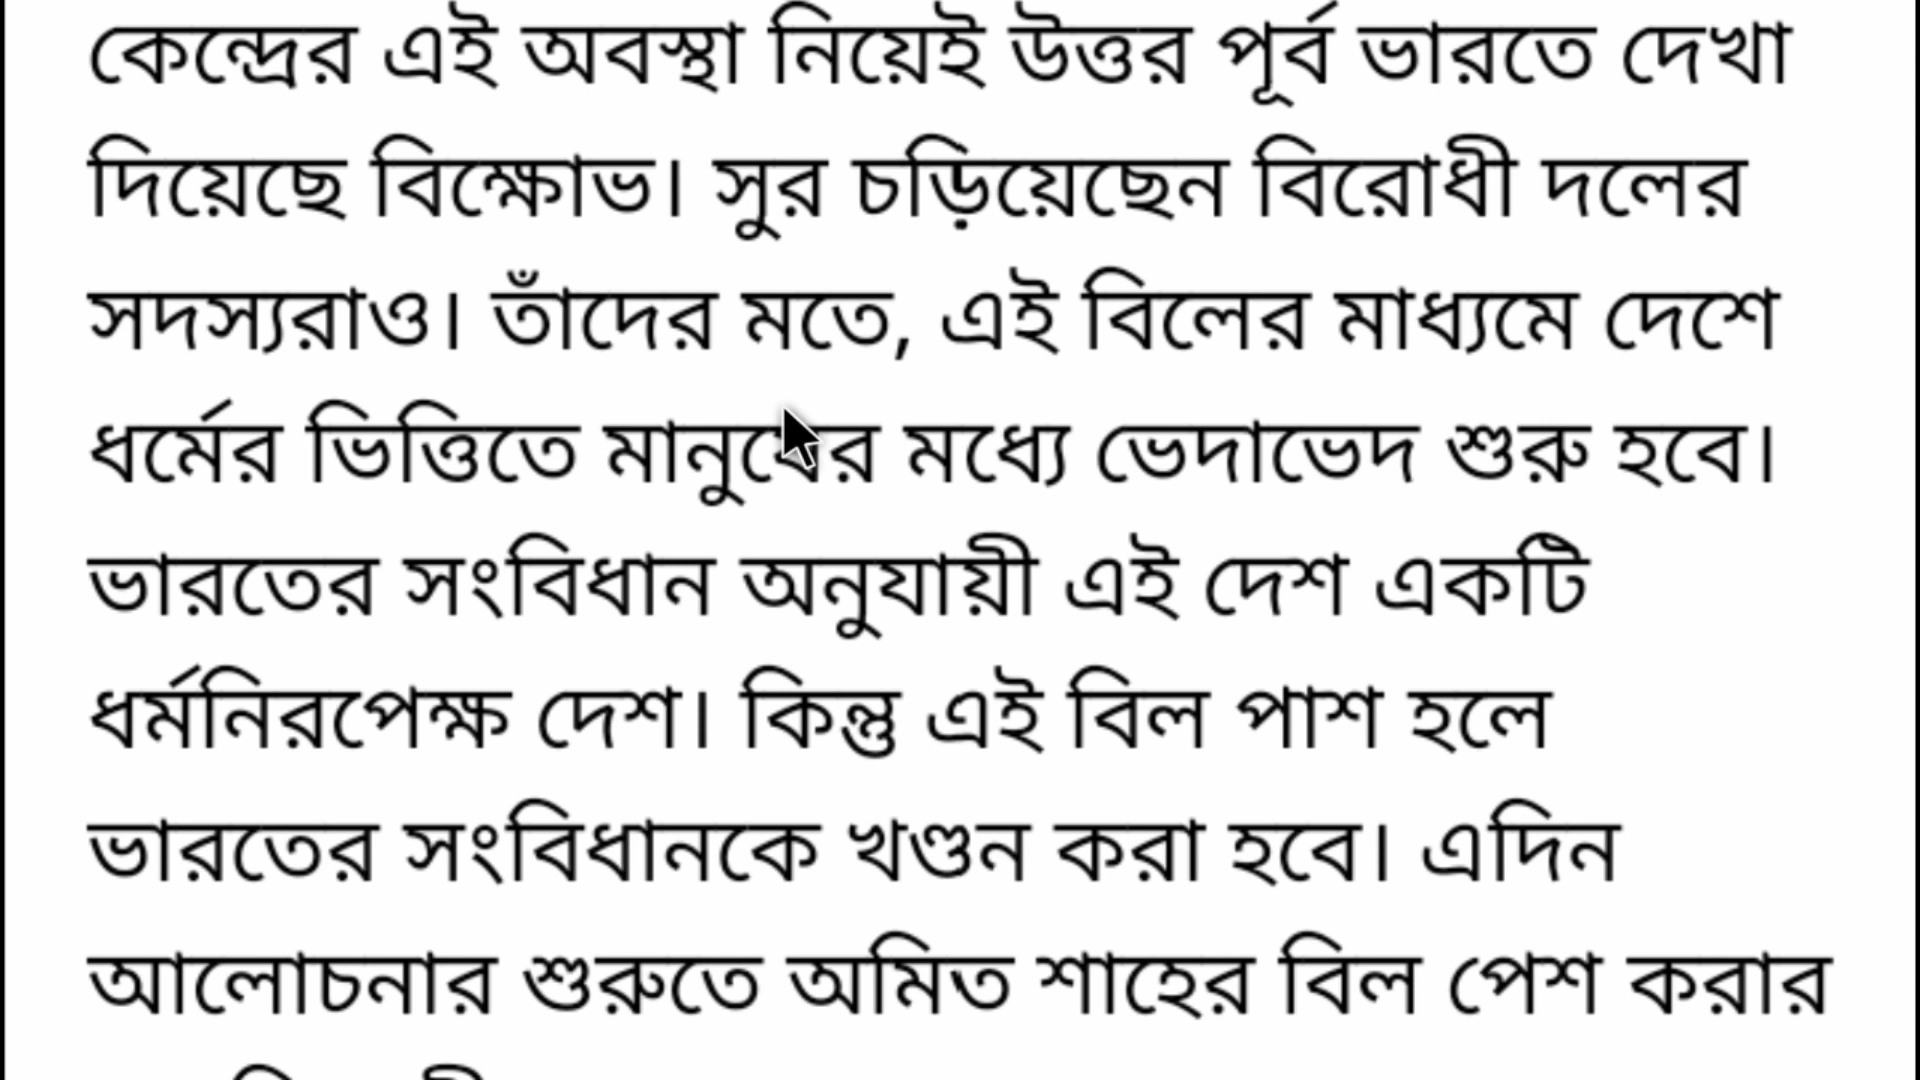 কেন্দ্রের এই অবস্থা নিয়েই উত্তর পূর্ব ভারতে দেখা
দিয়েছে বিক্ষোভ। সুর চড়িয়েছেন বিরোধী দলের
সদস্যরাও। তাঁদের মতে, এই বিলের মাধ্যমে দেশে
ধর্মের ভিত্তিতে মানুষের মধ্যে ভেদাভেদ শুরু হবে।
ভারতের সংবিধান অনুযায়ী এই দেশ একটি
ধর্মনিরপেক্ষ দেশ। কিন্তু এই বিল পাশ হলে
ভারতের সংবিধানকে খণ্ডন করা হবে। এদিন
আলোচনার শুরুতে অমিত শাহের বিল পেশ করার